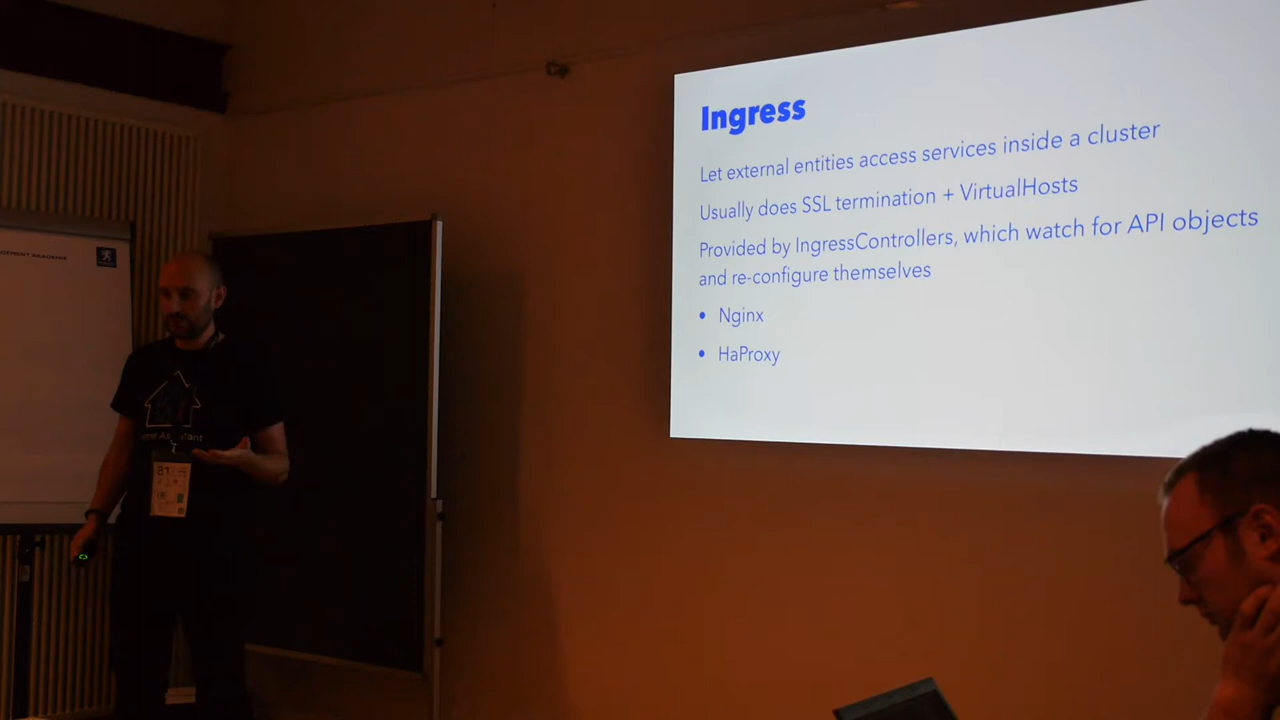 Ingress
Let external entities access services inside a cluster
Usually does SSL termination + VirtualHosts
Provided by IngressControllers, which watch for API objects
and re-configure themselves
• Nginx
• HaProxy